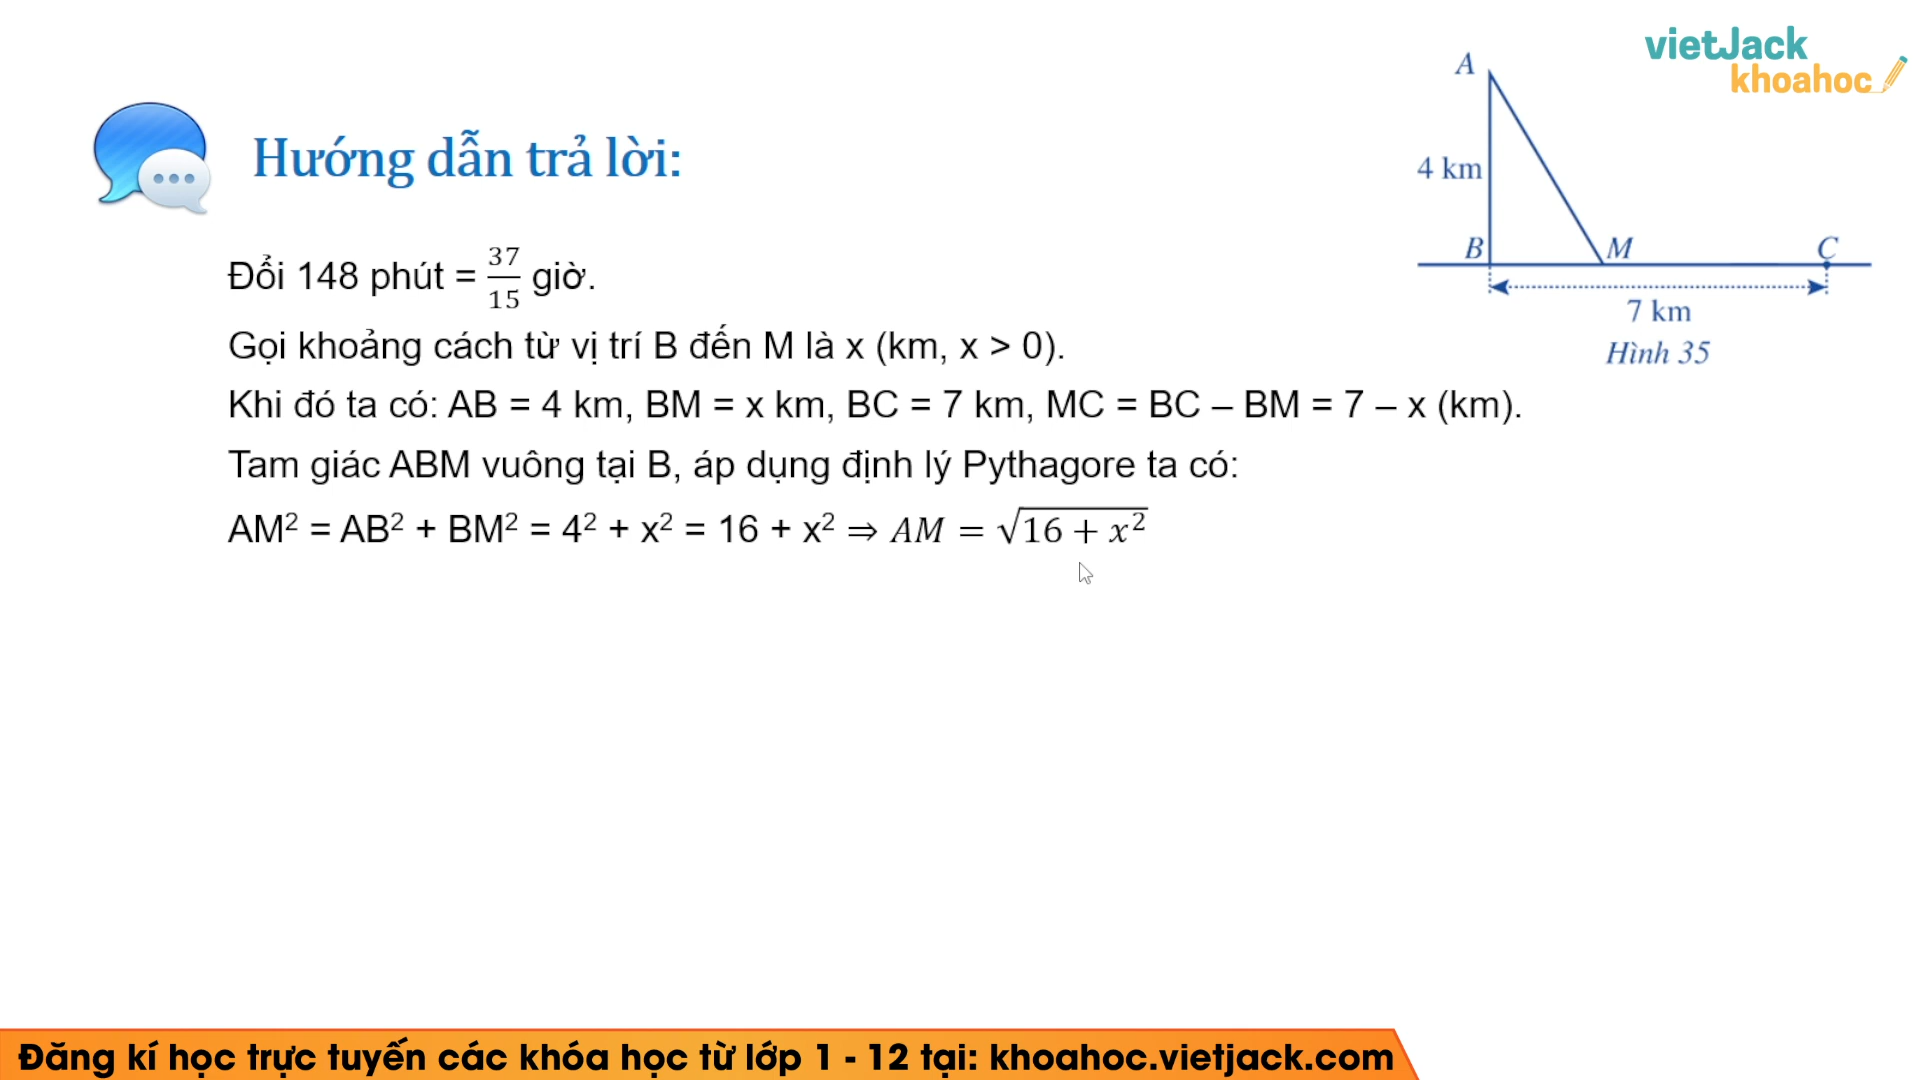 vietJack
khoahoc
A
4 km
B
M
C
7 km
Hình 35
Hướng dẫn trả lời:
Đổi 148 phút = 37/15 giờ.
Gọi khoảng cách từ vị trí B đến M là x (km, x > 0).
Khi đó ta có: AB = 4 km, BM = x km, BC = 7 km, MC = BC – BM = 7 – x (km).
Tam giác ABM vuông tại B, áp dụng định lý Pythagore ta có:
AM² = AB² + BM² = 4² + x² = 16 + x² ⇒ AM = √(16 + x²)
Đăng kí học trực tuyến các khóa học từ lớp 1 - 12 tại: khoahoc.vietjack.com